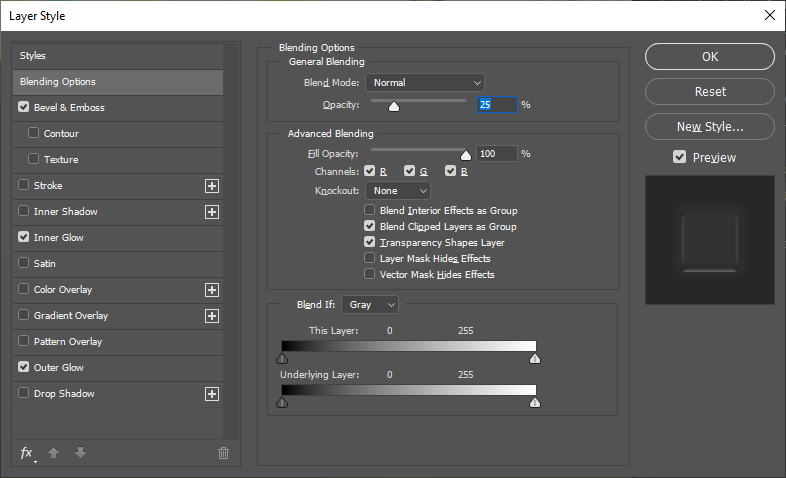 Layer Style
Styles
Blending Options
Bevel & Emboss
Contour
Texture
Stroke
Inner Shadow
Inner Glow
Satin
Color Overlay
Gradient Overlay
Pattern Overlay
Outer Glow
Drop Shadow
fx
Blending Options
General Blending
Blend Mode: Normal
Opacity: 25 %
Advanced Blending
Fill Opacity: 100 %
Channels: R G B
Knockout: None
Blend Interior Effects as Group
Blend Clipped Layers as Group
Transparency Shapes Layer
Layer Mask Hides Effects
Vector Mask Hides Effects
Blend If: Gray
This Layer: 0 255
Underlying Layer: 0 255
OK
Reset
New Style...
Preview